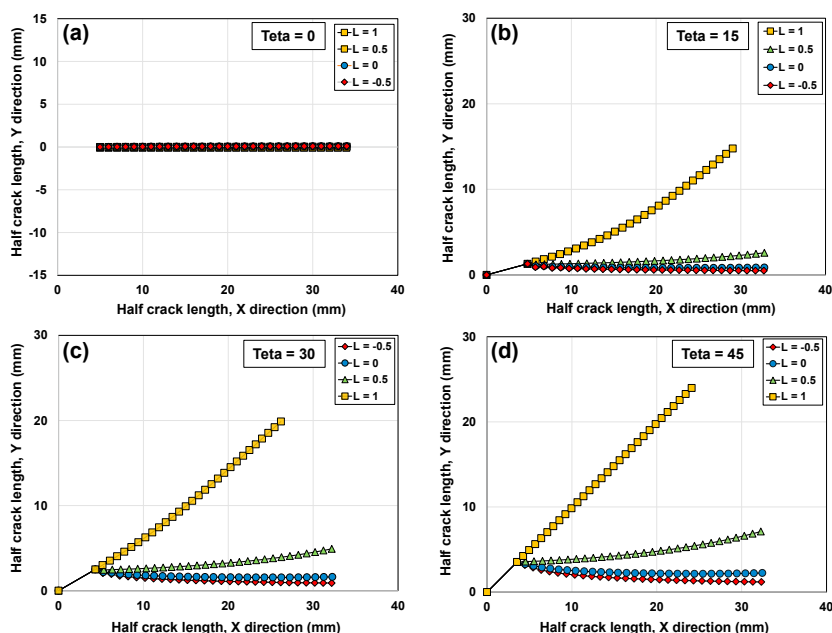 (a)
Teta = 0
L = 1
L = 0.5
L = 0
L = -0.5
15
10
5
0
-5
-10
-15
0 10 20 30 40
Half crack length, Y direction (mm)
Half crack length, X direction (mm)
(b)
Teta = 15
L = 1
L = 0.5
L = 0
L = -0.5
30
20
10
0
0 10 20 30 40
Half crack length, Y direction (mm)
Half crack length, X direction (mm)
(c)
Teta = 30
L = -0.5
L = 0
L = 0.5
L = 1
30
20
10
0
0 10 20 30 40
Half crack length, Y direction (mm)
Half crack length, X direction (mm)
(d)
Teta = 45
L = -0.5
L = 0
L = 0.5
L = 1
30
20
10
0
0 10 20 30 40
Half crack length, Y direction (mm)
Half crack length, X direction (mm)